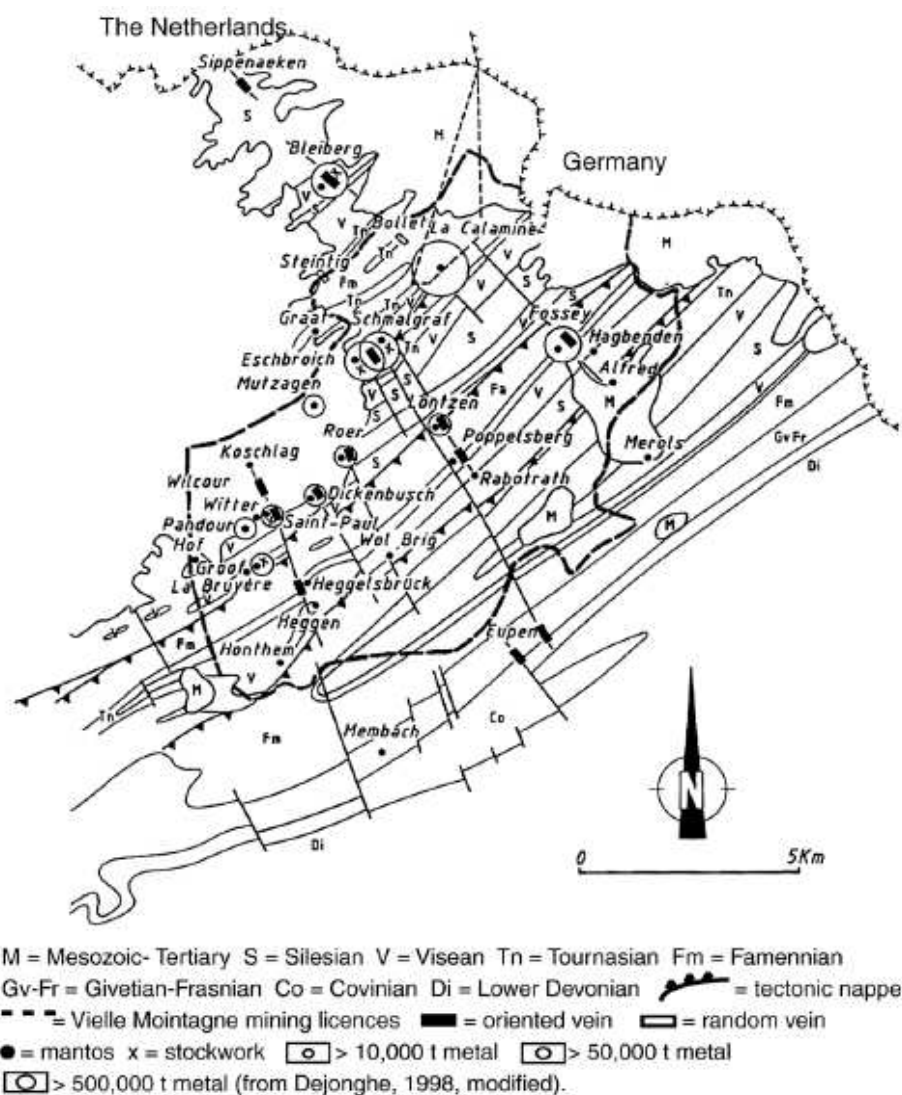 The Netherlands
Sippenaeken
S
M
Bleiberg
Germany
V
V
M
Tn
Bollet
La Calamine
Tn
V
Steintig
Fm
V
S
Tn
Tn
V
S
Tn
Graaf
Schmalgraf
Fossey
V
Tn
V
Hagbenden
S
S
Eschbroich
S
Alfred
V
S
Fa
V
M
V
Mutzagen
S
Lontzen
S
Fm
Roer
Poppelsberg
Merols
Gv-Fr
Koschlag
S
Di
Rabotrath
Wilcour
Dickenbusch
Witter
M
Pandour
Saint-Paul
M
V
Hof
V
Wol Brig
Groof
La Bruyère
Heggelsbrück
V
Heggen
Eupen
Fm
Honthem
M
V
Tn
Co
Fm
Membach
N
Di
0 5Km
M = Mesozoic- Tertiary S = Silesian V = Visean Tn = Tournasian Fm = Famennian
Gv-Fr = Givetian-Frasnian Co = Covinian Di = Lower Devonian = tectonic nappe
= Vielle Mointagne mining licences = oriented vein = random vein
= mantos x = stockwork > 10,000 t metal > 50,000 t metal
> 500,000 t metal (from Dejonghe, 1998, modified).